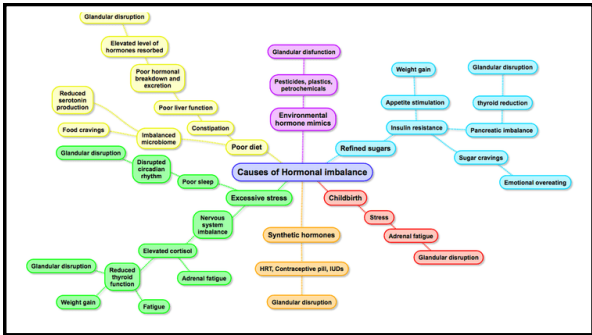 Glandular disruption
Elevated level of
hormones resorbed
Poor hormonal
breakdown and
excretion
Poor liver function
Constipation
Reduced
serotonin
production
Food cravings
Imbalanced
microbiome
Poor diet
Glandular disfunction
Pesticides, plastics,
petrochemicals
Environmental
hormone mimics
Weight gain
Appetite stimulation
Insulin resistance
Glandular disruption
thyroid reduction
Pancreatic imbalance
Refined sugars
Sugar cravings
Emotional overeating
Causes of Hormonal imbalance
Glandular disruption
Disrupted
circadian
rhythm
Poor sleep
Excessive stress
Nervous
system
imbalance
Elevated cortisol
Adrenal fatigue
Glandular disruption
Reduced
thyroid
function
Weight gain
Fatigue
Synthetic hormones
HRT, Contraceptive pill, IUDs
Glandular disruption
Childbirth
Stress
Adrenal fatigue
Glandular disruption